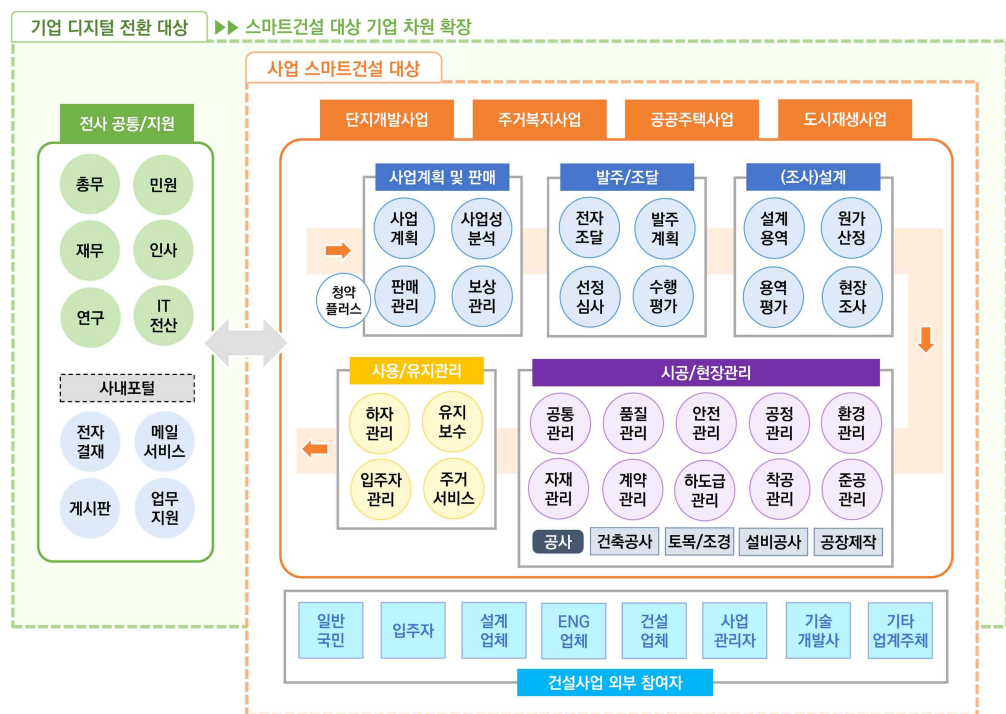 기업 디지털 전환 대상
▶▶ 스마트건설 대상 기업 차원 확장
사업 스마트건설 대상
전사 공통/지원
총무
민원
재무
인사
연구
IT
전산
사내포털
전자
결재
메일
서비스
게시판
업무
지원
단지개발사업
주거복지사업
공공주택사업
도시재생사업
사업계획 및 판매
사업
계획
사업성
분석
판매
관리
보상
관리
청약
플러스
발주/조달
전자
조달
발주
계획
선정
심사
수행
평가
(조사)설계
설계
용역
원가
산정
용역
평가
현장
조사
사용/유지관리
하자
관리
유지
보수
입주자
관리
주거
서비스
시공/현장관리
공통
관리
품질
관리
안전
관리
공정
관리
환경
관리
자재
관리
계약
관리
하도급
관리
착공
관리
준공
관리
공사
건축공사
토목/조경
설비공사
공장제작
일반
국민
입주자
설계
업체
ENG
업체
건설
업체
사업
관리자
기술
개발사
기타
업계주체
건설사업 외부 참여자